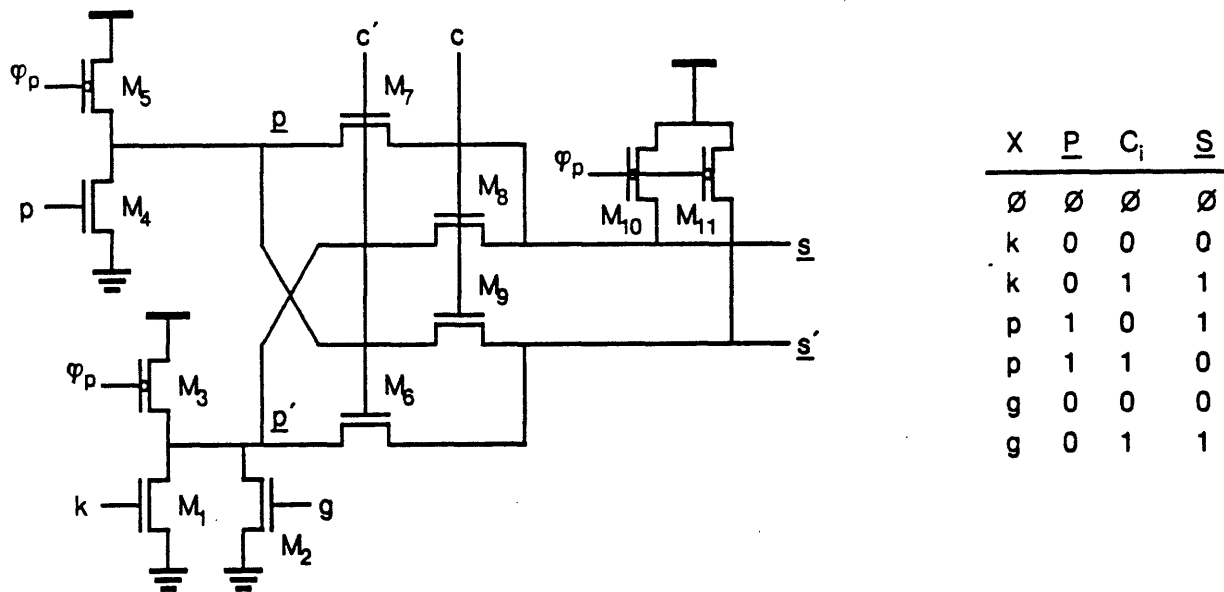 c′ c
φp M5
M7
p
φp
M8
M10 M11
p M4
s
M9
s′
φp M3
M6
p′
k M1
g
M2
X P Ci S
Ø Ø Ø Ø
k 0 0 0
k 0 1 1
p 1 0 1
p 1 1 0
g 0 0 0
g 0 1 1